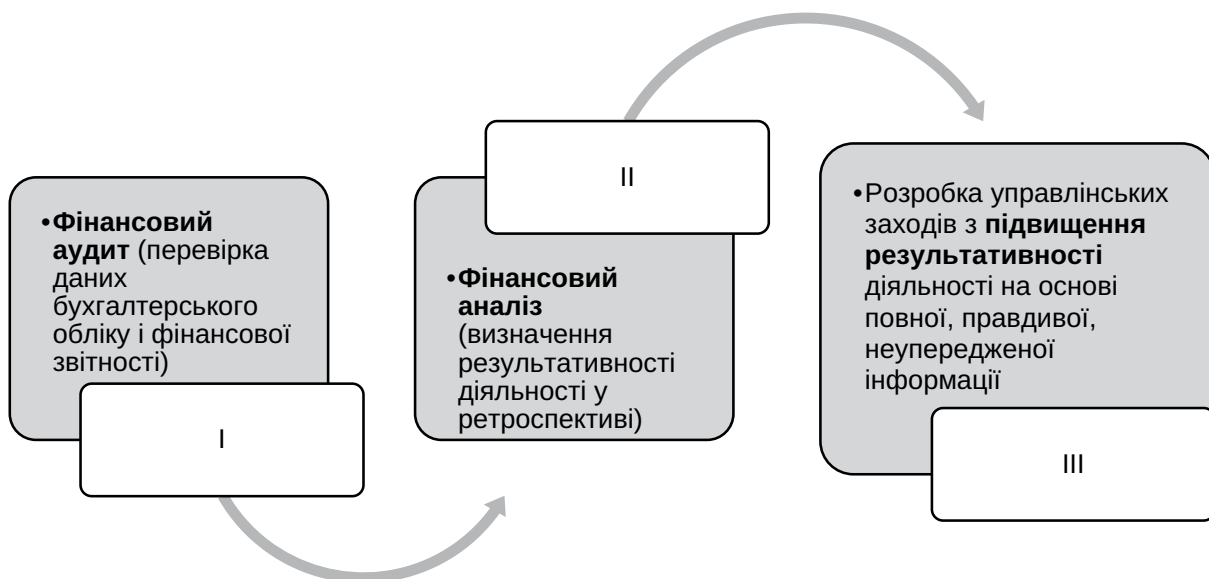 •Фінансовий
аудит (перевірка
даних
бухгалтерського
обліку і фінансової
звітності)
I
II
•Фінансовий
аналіз
(визначення
результативності
діяльності у
ретроспективі)
•Розробка управлінських
заходів з підвищення
результативності
діяльності на основі
повної, правдивої,
неупередженої
інформації
III